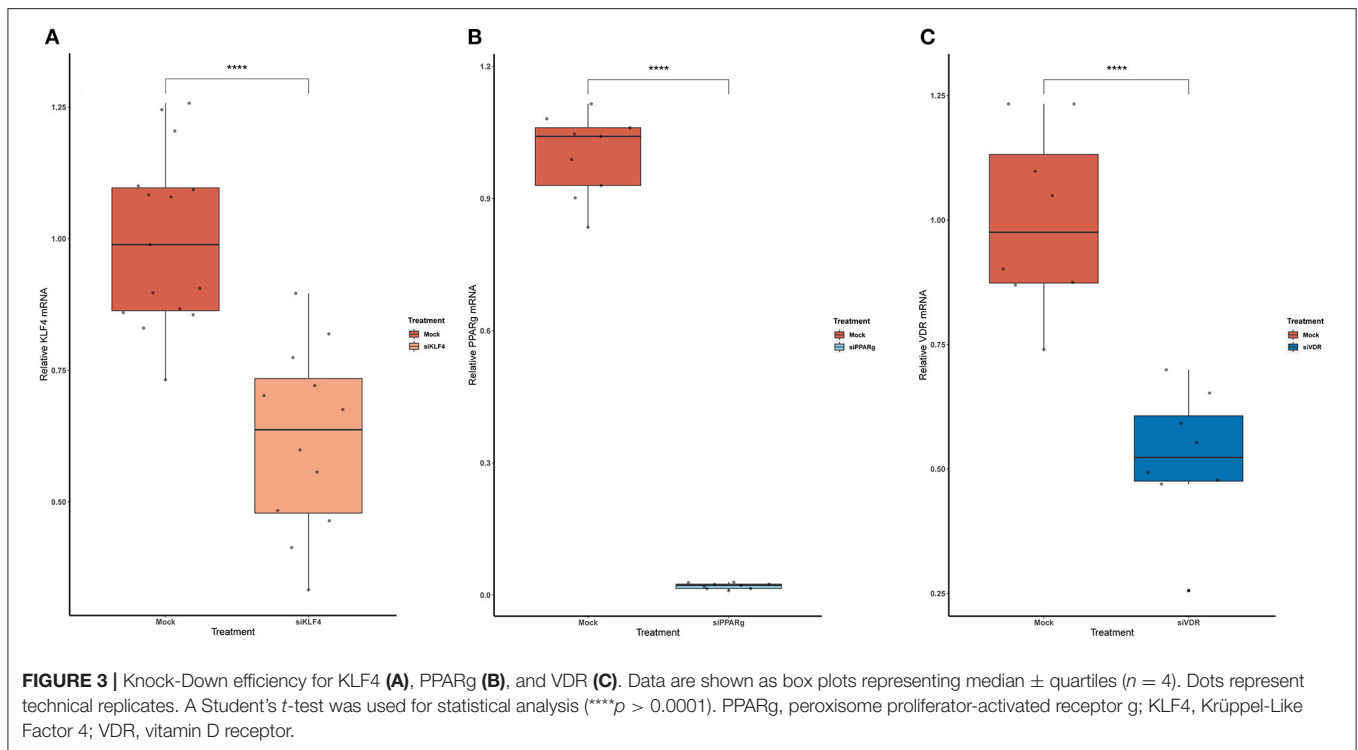 A
****
1.25
1.00
0.75
0.50
Relative KLF4 mRNA
Treatment
Mock
siKLF4
Mock
siKLF4
Treatment
B
****
1.2
0.9
0.6
0.3
0.0
Relative PPARg mRNA
Treatment
Mock
siPPARg
Mock
siPPARg
Treatment
C
****
1.25
1.00
0.75
0.50
0.25
Relative VDR mRNA
Treatment
Mock
siVDR
Mock
siVDR
Treatment
FIGURE 3 | Knock-Down efficiency for KLF4 (A), PPARg (B), and VDR (C). Data are shown as box plots representing median ± quartiles (n = 4). Dots represent
technical replicates. A Student's t-test was used for statistical analysis (****p > 0.0001). PPARg, peroxisome proliferator-activated receptor g; KLF4, Krüppel-Like
Factor 4; VDR, vitamin D receptor.